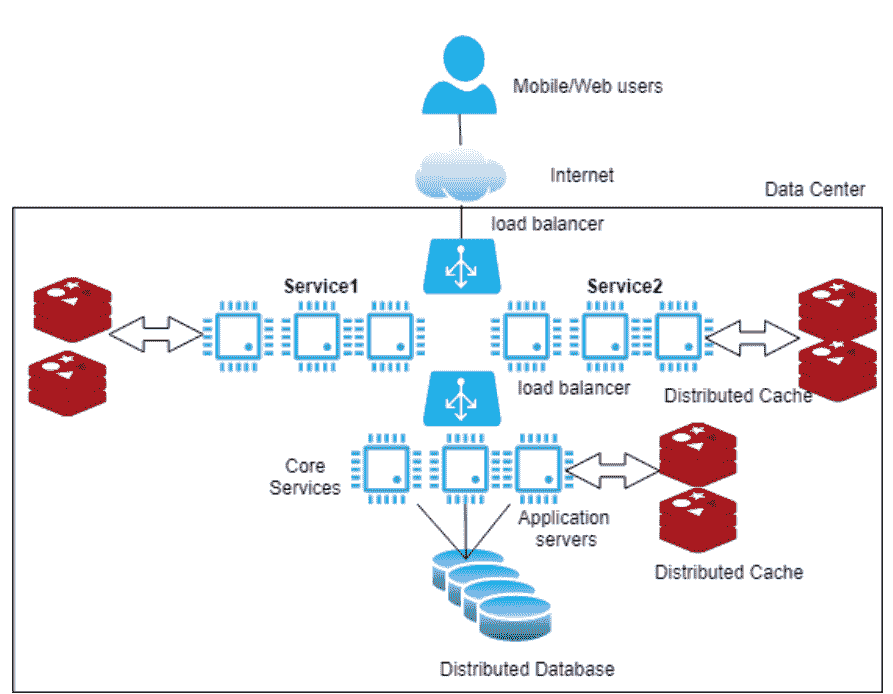 Mobile/Web users
Internet
Data Center
load balancer
Service1
Service2
load balancer
Distributed Cache
Core
Services
Application
servers
Distributed Cache
Distributed Database